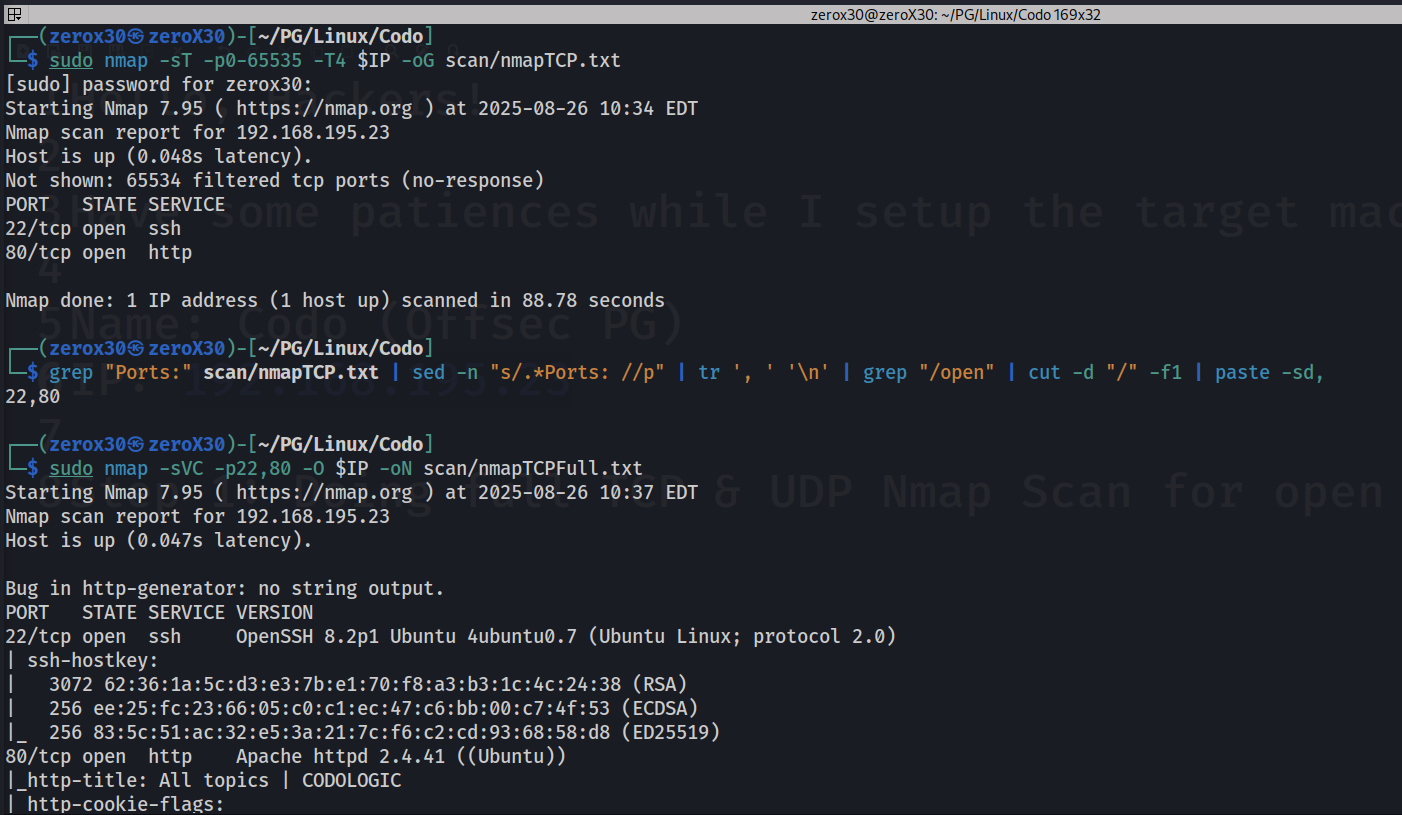 zerox30@zeroX30: ~/PG/Linux/Codo 169x32
┌──(zerox30㉿zeroX30)-[~/PG/Linux/Codo]
└─$ sudo nmap -sT -p0-65535 -T4 $IP -oG scan/nmapTCP.txt
[sudo] password for zerox30:
Starting Nmap 7.95 ( https://nmap.org ) at 2025-08-26 10:34 EDT
Nmap scan report for 192.168.195.23
Host is up (0.048s latency).
Not shown: 65534 filtered tcp ports (no-response)
PORT   STATE SERVICE
22/tcp open  ssh
80/tcp open  http
Nmap done: 1 IP address (1 host up) scanned in 88.78 seconds
┌──(zerox30㉿zeroX30)-[~/PG/Linux/Codo]
└─$ grep "Ports:" scan/nmapTCP.txt | sed -n "s/.*Ports: //p" | tr ', ' '\n' | grep "/open" | cut -d "/" -f1 | paste -sd,
22,80
┌──(zerox30㉿zeroX30)-[~/PG/Linux/Codo]
└─$ sudo nmap -sVC -p22,80 -O $IP -oN scan/nmapTCPFull.txt
Starting Nmap 7.95 ( https://nmap.org ) at 2025-08-26 10:37 EDT
Nmap scan report for 192.168.195.23
Host is up (0.047s latency).
Bug in http-generator: no string output.
PORT   STATE SERVICE VERSION
22/tcp open  ssh     OpenSSH 8.2p1 Ubuntu 4ubuntu0.7 (Ubuntu Linux; protocol 2.0)
| ssh-hostkey:
|   3072 62:36:1a:5c:d3:e3:7b:e1:70:f8:a3:b3:1c:4c:24:38 (RSA)
|   256 ee:25:fc:23:66:05:c0:c1:ec:47:c6:bb:00:c7:4f:53 (ECDSA)
|_  256 83:5c:51:ac:32:e5:3a:21:7c:f6:c2:cd:93:68:58:d8 (ED25519)
80/tcp open  http    Apache httpd 2.4.41 ((Ubuntu))
|_http-title: All topics | CODOLOGIC
| http-cookie-flags:
Hackers!
3 Have some patiences while I setup the target mac
4
5 Name: Codo (Offsec PG)
IP: 192.168.195.23
7
Doing full TCP & UDP Nmap Scan for open